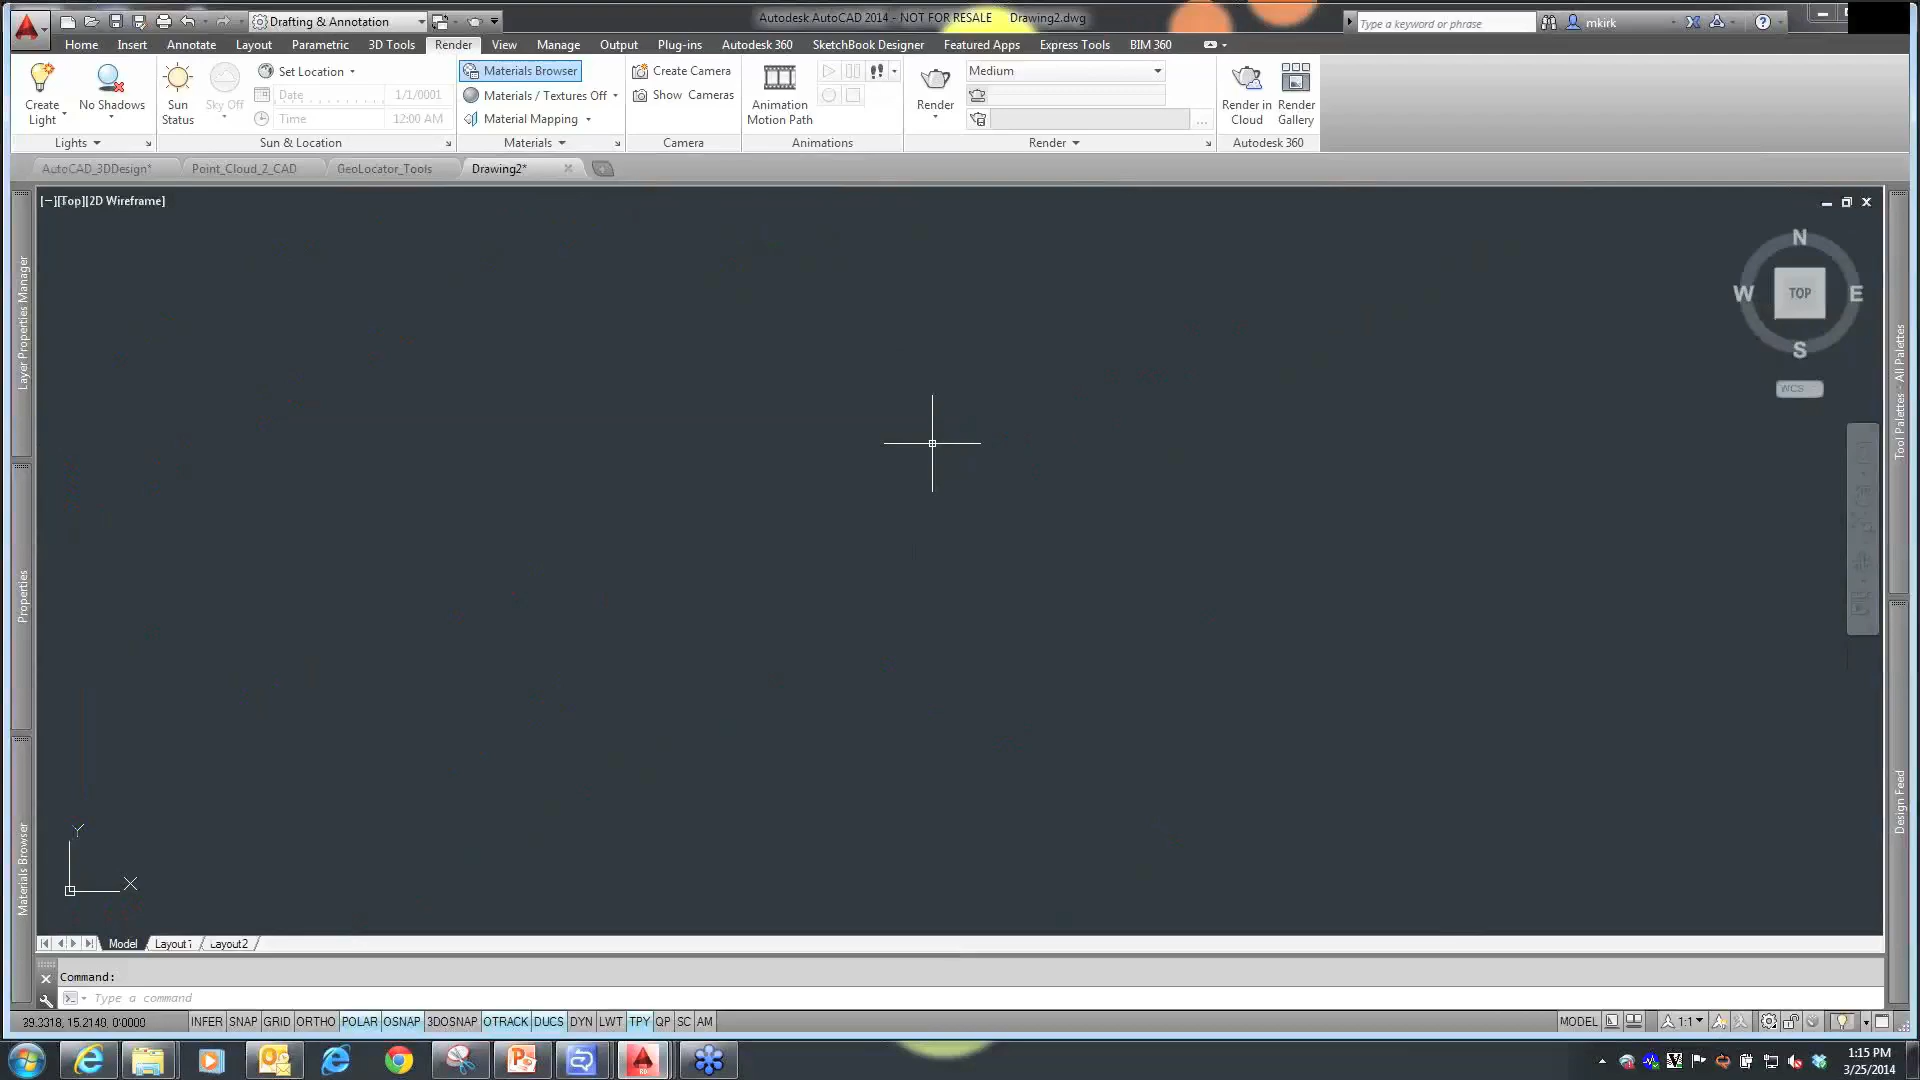 Drafting & Annotation
Autodesk AutoCAD 2014 - NOT FOR RESALE Drawing2.dwg
Type a keyword or phrase
mkirk
Home Insert Annotate Layout Parametric 3D Tools Render View Manage Output Plug-ins Autodesk 360 SketchBook Designer Featured Apps Express Tools BIM 360
Create Light
No Shadows
Sun Status
Sky Off
Set Location
Date 1/1/0001
Time 12:00 AM
Materials Browser
Materials / Textures Off
Material Mapping
Create Camera
Show Cameras
Animation Motion Path
Render
Medium
Render in Cloud
Render Gallery
Lights Sun & Location Materials Camera Animations Render Autodesk 360
AutoCAD_3DDesign* Point_Cloud_2_CAD GeoLocator_Tools Drawing2*
[−][Top][2D Wireframe]
N
W TOP E
S
WCS
Layer Properties Manager
Properties
Materials Browser
Tool Palettes - All Palettes
Design Feed
Y
X
Model Layout1 Layout2
Command:
Type a command
39.3318, 15.2140, 0.0000
INFER SNAP GRID ORTHO POLAR OSNAP 3DOSNAP OTRACK DUCS DYN LWT TPY QP SC AM
MODEL 1:1
1:15 PM
3/25/2014